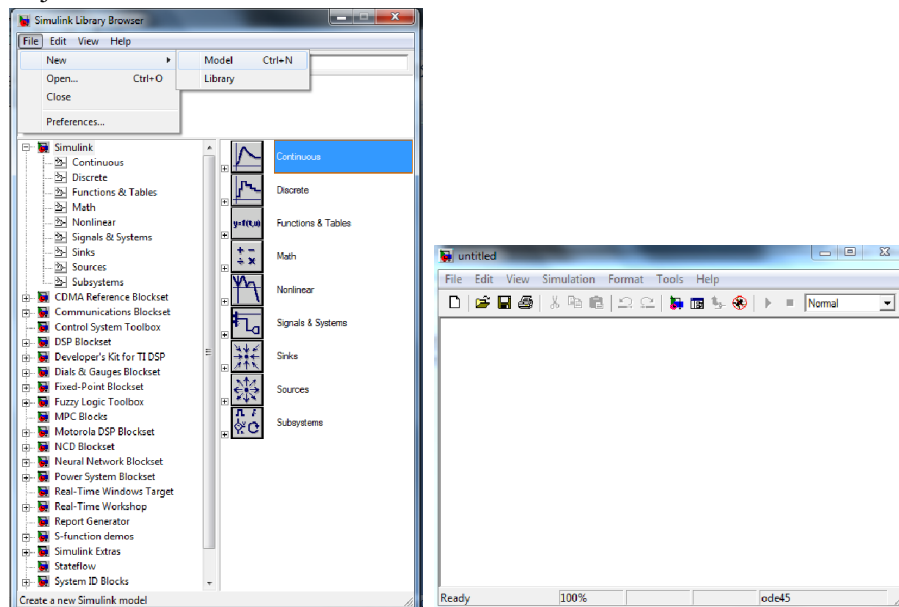 Simulink Library Browser
File Edit View Help
New
Model Ctrl+N
Open... Ctrl+O
Library
Close
Preferences...
Simulink
Continuous
Discrete
Functions & Tables
Math
Nonlinear
Signals & Systems
Sinks
Sources
Subsystems
CDMA Reference Blockset
Communications Blockset
Control System Toolbox
DSP Blockset
Developer's Kit for TI DSP
Dials & Gauges Blockset
Fixed-Point Blockset
Fuzzy Logic Toolbox
MPC Blocks
Motorola DSP Blockset
NCD Blockset
Neural Network Blockset
Power System Blockset
Real-Time Windows Target
Real-Time Workshop
Report Generator
S-function demos
Simulink Extras
Stateflow
System ID Blocks
Continuous
Discrete
y=f(t,u) Functions & Tables
Math
Nonlinear
Signals & Systems
Sinks
Sources
Subsystems
Create a new Simulink model
untitled
File Edit View Simulation Format Tools Help
Normal
Ready 100% ode45